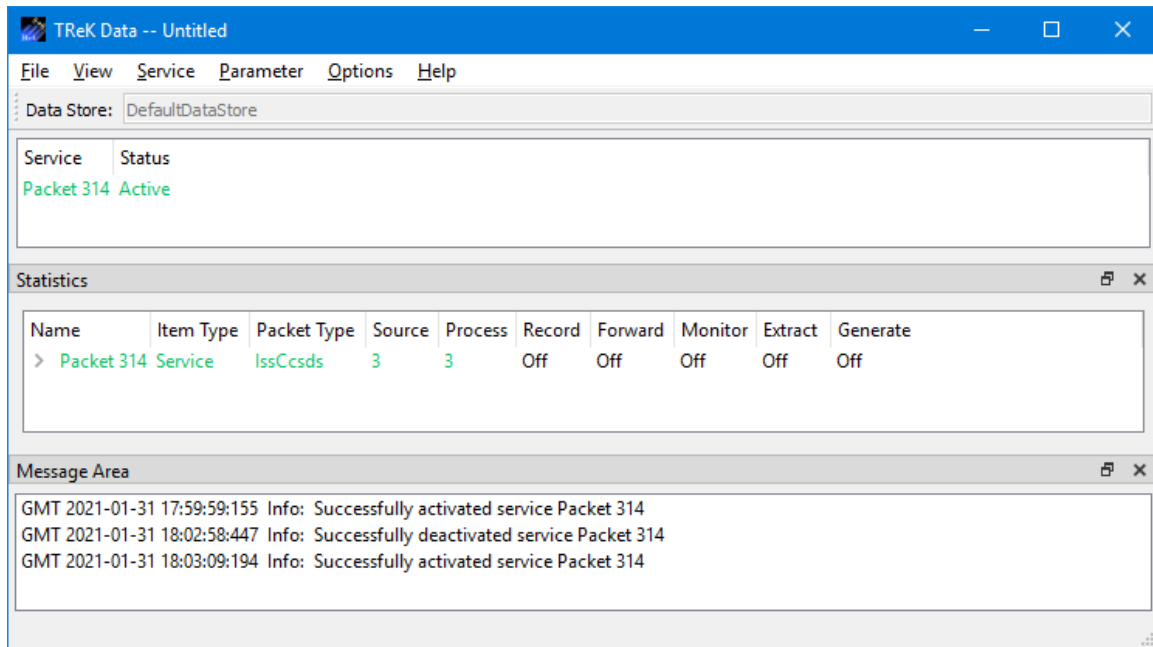 TReK Data -- Untitled
File View Service Parameter Options Help
Data Store: DefaultDataStore
Service Status
Packet 314 Active
Statistics
Name Item Type Packet Type Source Process Record Forward Monitor Extract Generate
Packet 314 Service IssCcsds 3 3 Off Off Off Off Off
Message Area
GMT 2021-01-31 17:59:59:155 Info: Successfully activated service Packet 314
GMT 2021-01-31 18:02:58:447 Info: Successfully deactivated service Packet 314
GMT 2021-01-31 18:03:09:194 Info: Successfully activated service Packet 314